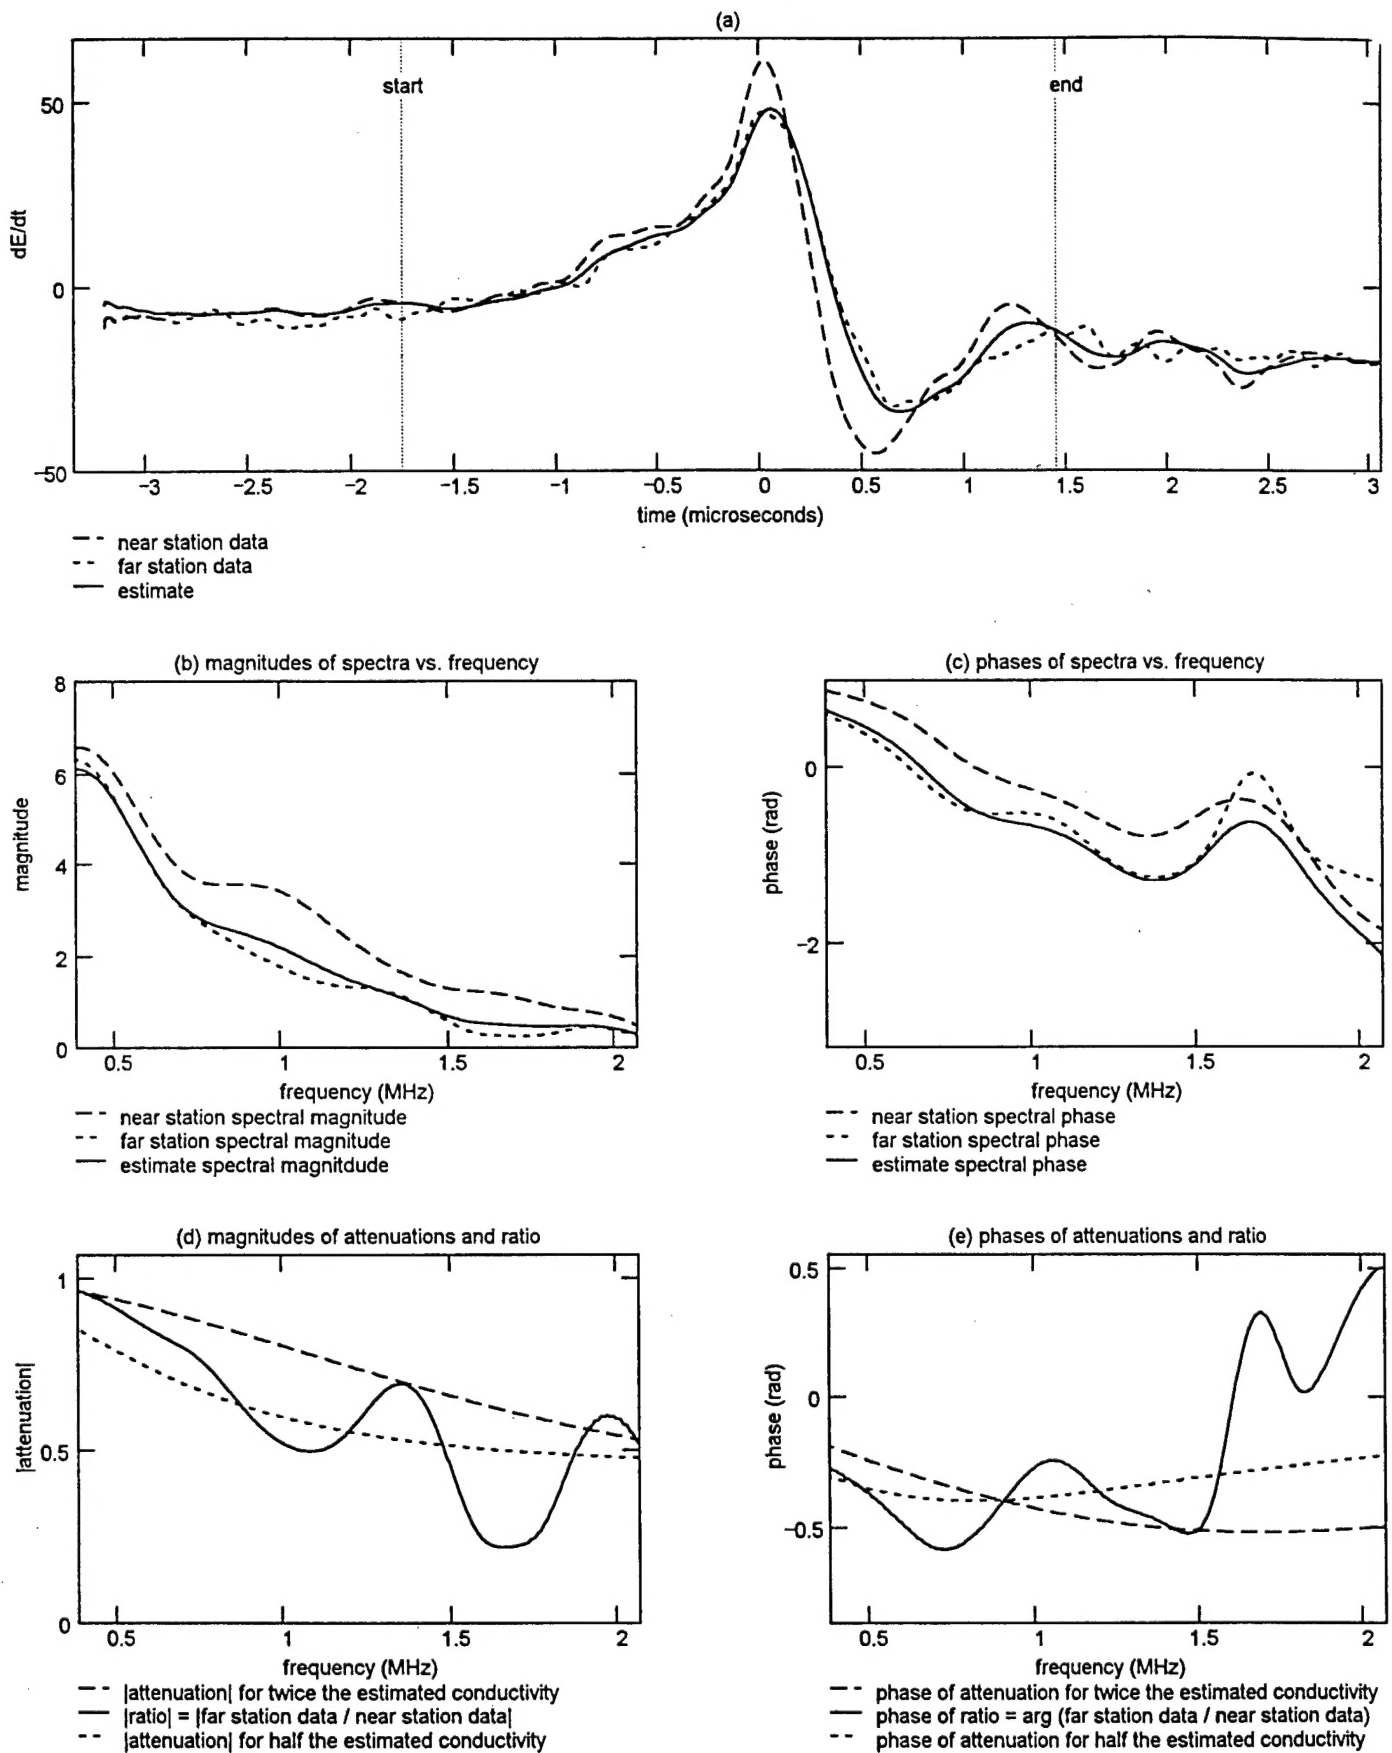 (a)
start
end
50
0
−50
dE/dt
−3
−2
−1.5
−1
−0.5
0
0.5
1
1.5
2
2.5
3
time (microseconds)
near station data
far station data
estimate
(b) magnitudes of spectra vs. frequency
8
6
4
2
0
magnitude
0.5
1
1.5
2
frequency (MHz)
near station spectral magnitude
far station spectral magnitude
estimate spectral magnitdude
(c) phases of spectra vs. frequency
0
−2
phase (rad)
0.5
1
1.5
2
frequency (MHz)
near station spectral phase
far station spectral phase
estimate spectral phase
(d) magnitudes of attenuations and ratio
1
0.5
0
|attenuation|
0.5
1
1.5
2
frequency (MHz)
|attenuation| for twice the estimated conductivity
|ratio| = |far station data / near station data|
|attenuation| for half the estimated conductivity
(e) phases of attenuations and ratio
0.5
0
−0.5
phase (rad)
0.5
1
1.5
2
frequency (MHz)
phase of attenuation for twice the estimated conductivity
phase of ratio = arg (far station data / near station data)
phase of attenuation for half the estimated conductivity